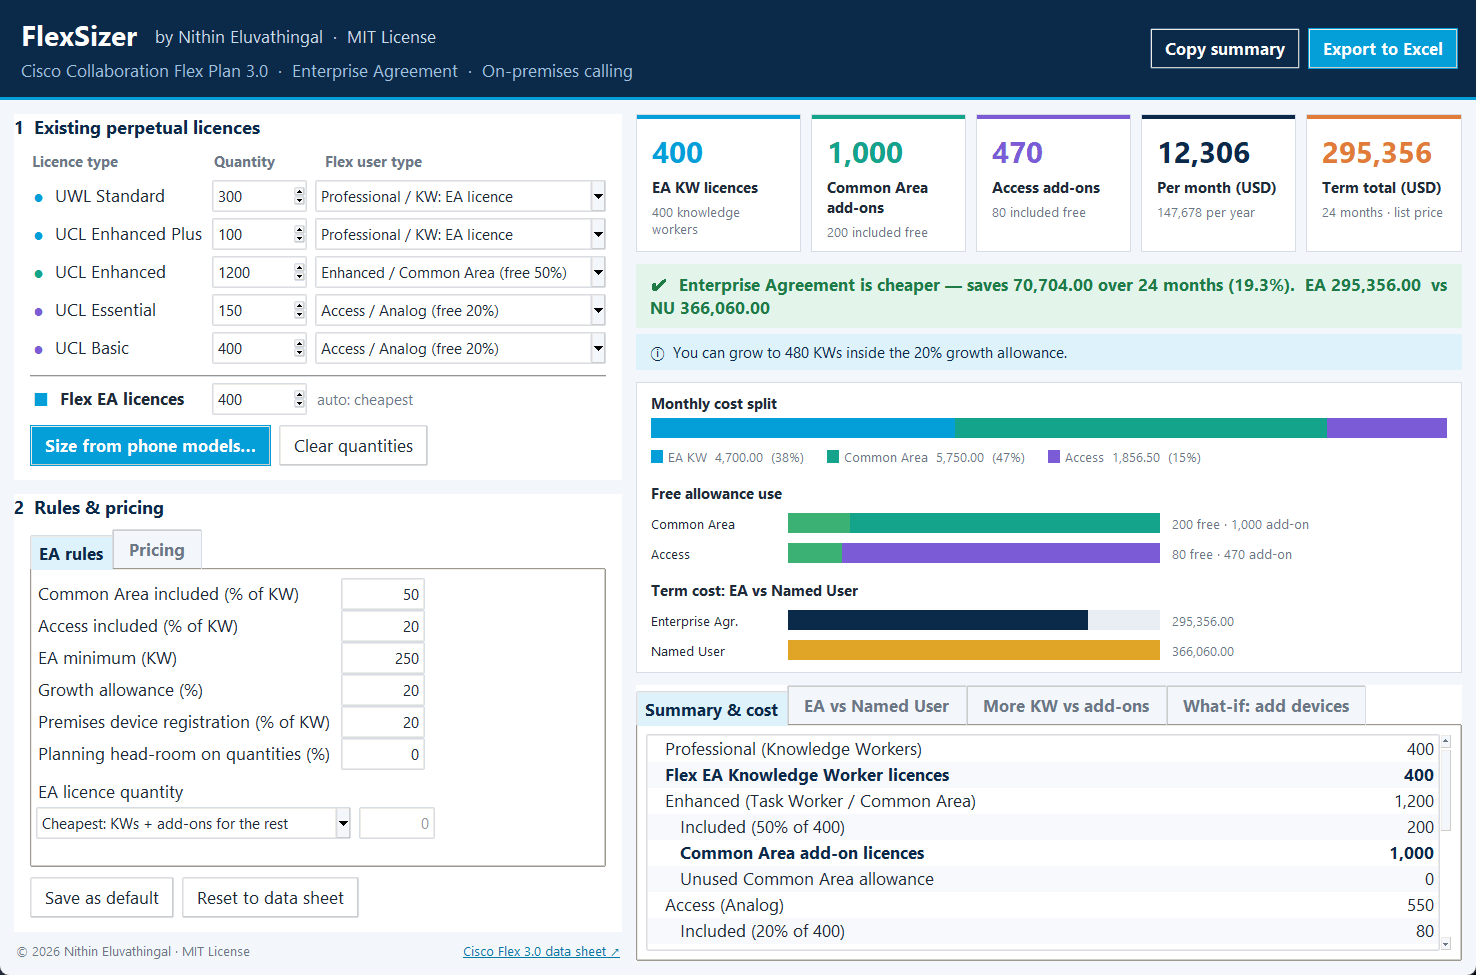 FlexSizer by Nithin Eluvathingal · MIT License
Cisco Collaboration Flex Plan 3.0 · Enterprise Agreement · On-premises calling
Copy summary
Export to Excel
1 Existing perpetual licences
Licence type Quantity Flex user type
UWL Standard 300 Professional / KW: EA licence
UCL Enhanced Plus 100 Professional / KW: EA licence
UCL Enhanced 1200 Enhanced / Common Area (free 50%)
UCL Essential 150 Access / Analog (free 20%)
UCL Basic 400 Access / Analog (free 20%)
Flex EA licences 400 auto: cheapest
Size from phone models... Clear quantities
2 Rules & pricing
EA rules Pricing
Common Area included (% of KW) 50
Access included (% of KW) 20
EA minimum (KW) 250
Growth allowance (%) 20
Premises device registration (% of KW) 20
Planning head-room on quantities (%) 0
EA licence quantity
Cheapest: KWs + add-ons for the rest 0
Save as default Reset to data sheet
© 2026 Nithin Eluvathingal · MIT License Cisco Flex 3.0 data sheet ↗
400
EA KW licences
400 knowledge
workers
1,000
Common Area
add-ons
200 included free
470
Access add-ons
80 included free
12,306
Per month (USD)
147,678 per year
295,356
Term total (USD)
24 months · list price
✔ Enterprise Agreement is cheaper — saves 70,704.00 over 24 months (19.3%). EA 295,356.00 vs
NU 366,060.00
ⓘ You can grow to 480 KWs inside the 20% growth allowance.
Monthly cost split
EA KW 4,700.00 (38%) Common Area 5,750.00 (47%) Access 1,856.50 (15%)
Free allowance use
Common Area 200 free · 1,000 add-on
Access 80 free · 470 add-on
Term cost: EA vs Named User
Enterprise Agr. 295,356.00
Named User 366,060.00
Summary & cost EA vs Named User More KW vs add-ons What-if: add devices
Professional (Knowledge Workers) 400
Flex EA Knowledge Worker licences 400
Enhanced (Task Worker / Common Area) 1,200
Included (50% of 400) 200
Common Area add-on licences 1,000
Unused Common Area allowance 0
Access (Analog) 550
Included (20% of 400) 80